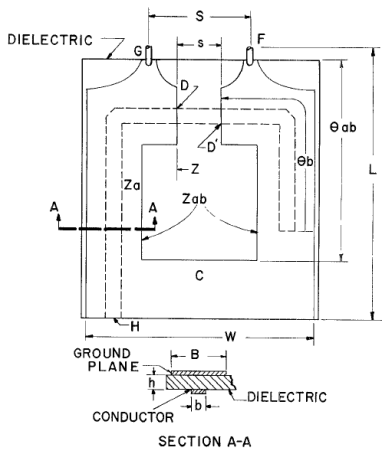 S
DIELECTRIC
G
s
F
D
D'
θab
θb
L
Z
Za
Zab
A
A
C
H
W
GROUND
PLANE
B
h
DIELECTRIC
CONDUCTOR
b
SECTION A-A